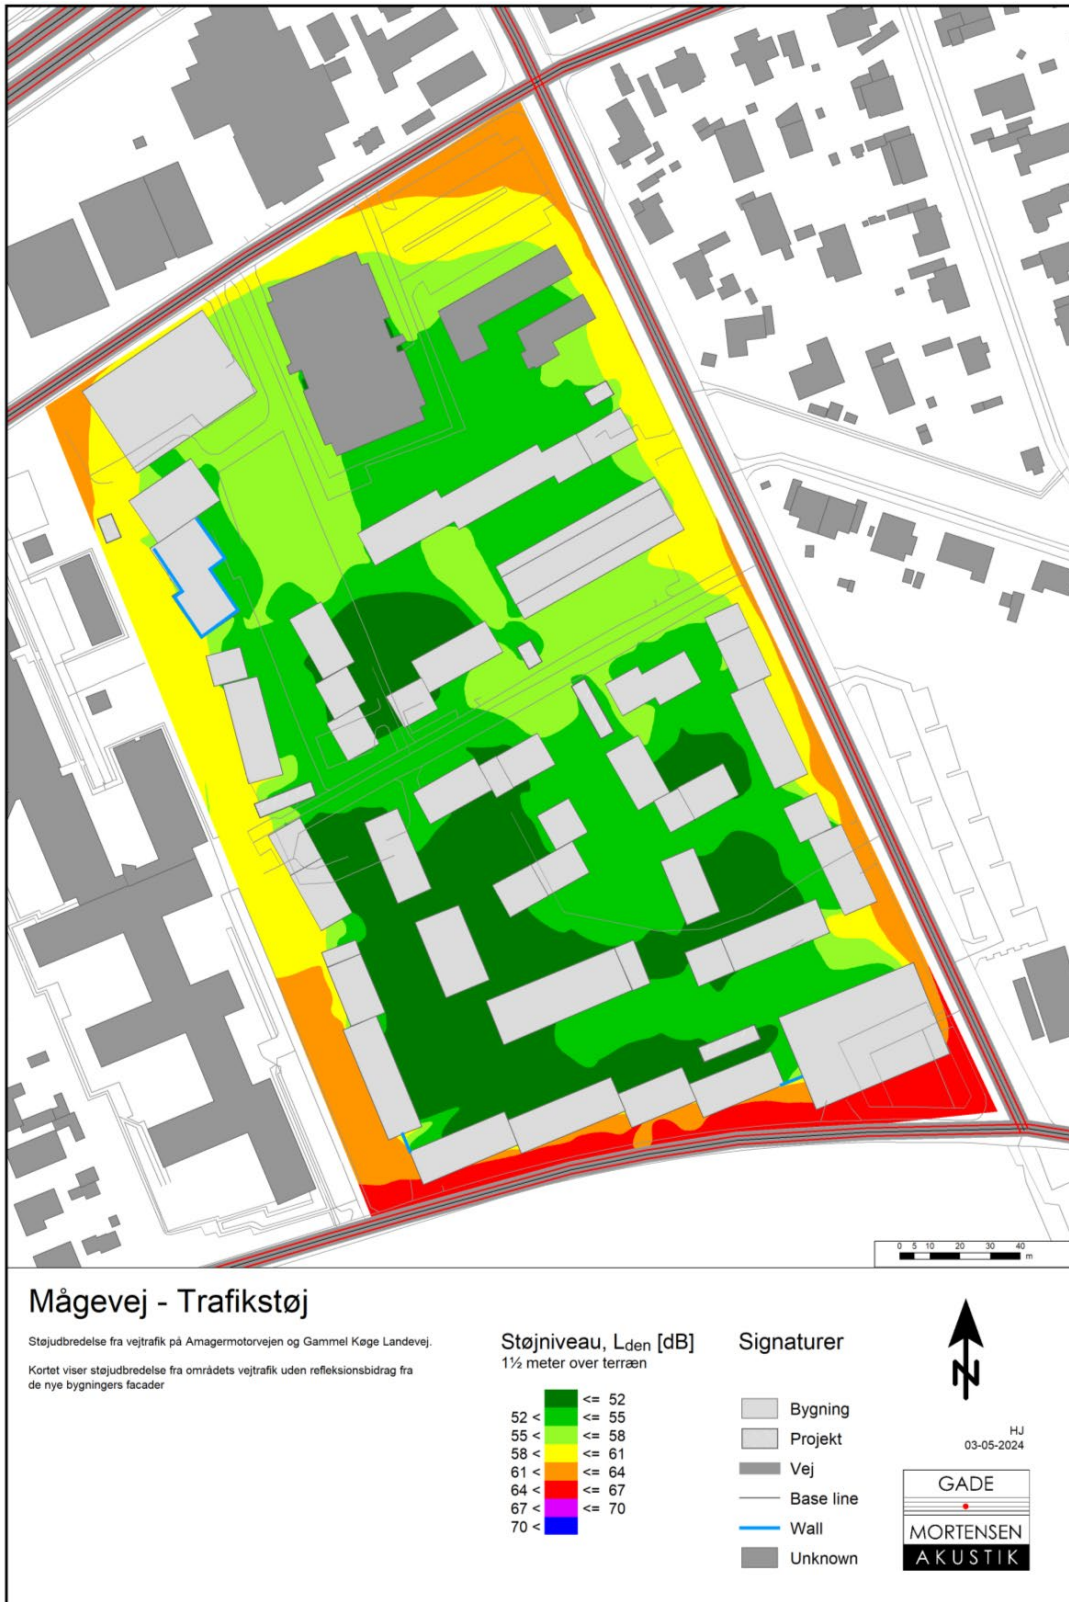 0 5 10 20 30 40
m
Mågevej - Trafikstøj
Støjudbredelse fra vejtrafik på Amagermotorvejen og Gammel Køge Landevej.
Kortet viser støjudbredelse fra områdets vejtrafik uden refleksionsbidrag fra
de nye bygningers facader
Støjniveau, Lden [dB]
1½ meter over terræn
<= 52
52 < <= 55
55 < <= 58
58 < <= 61
61 < <= 64
64 < <= 67
67 < <= 70
70 <
Signaturer
Bygning
Projekt
Vej
Base line
Wall
Unknown
N
HJ
03-05-2024
GADE
MORTENSEN
AKUSTIK